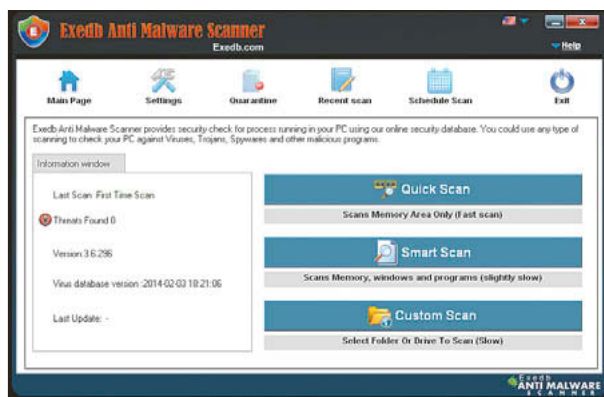 Exedb Anti Malware Scanner
Exedb.com
Help
Main Page
Settings
Quarantine
Recent scan
Schedule Scan
Exit
Exedb Anti Malware Scanner provides security check for process running in your PC using our online security database. You could use any type of
scanning to check your PC against Viruses, Trojans, Spywares and other malicious programs.
Information window
Last Scan First Time Scan
Threats Found 0
Version:3.6.296
Virus database version :2014-02-03 18:21:06
Last Update: -
Quick Scan
Scans Memory Area Only (Fast scan)
Smart Scan
Scans Memory, windows and programs (slightly slow)
Custom Scan
Select Folder Or Drive To Scan (Slow)
Exedb
ANTI MALWARE
SCANNER